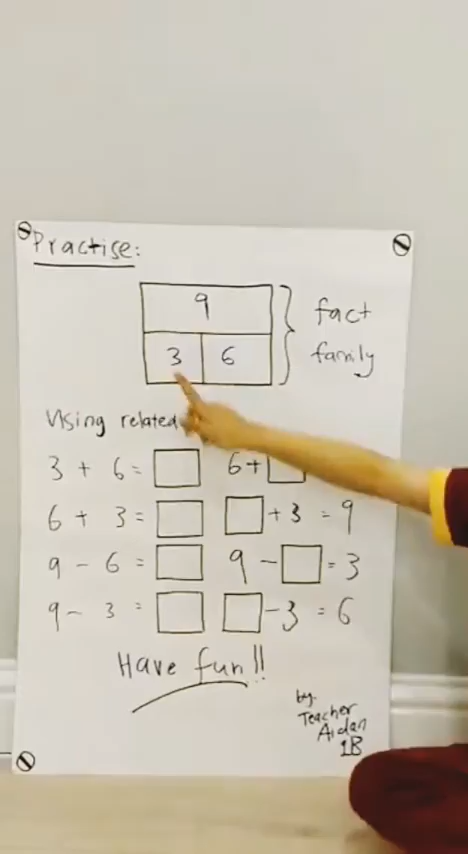 Practise:
9
3 6
fact
family
Using related
3 + 6 = □ 6 + □
6 + 3 = □ □ + 3 = 9
9 - 6 = □ 9 - □ = 3
9 - 3 = □ □ - 3 = 6
Have fun!!
by.
Teacher
Aidan
1B